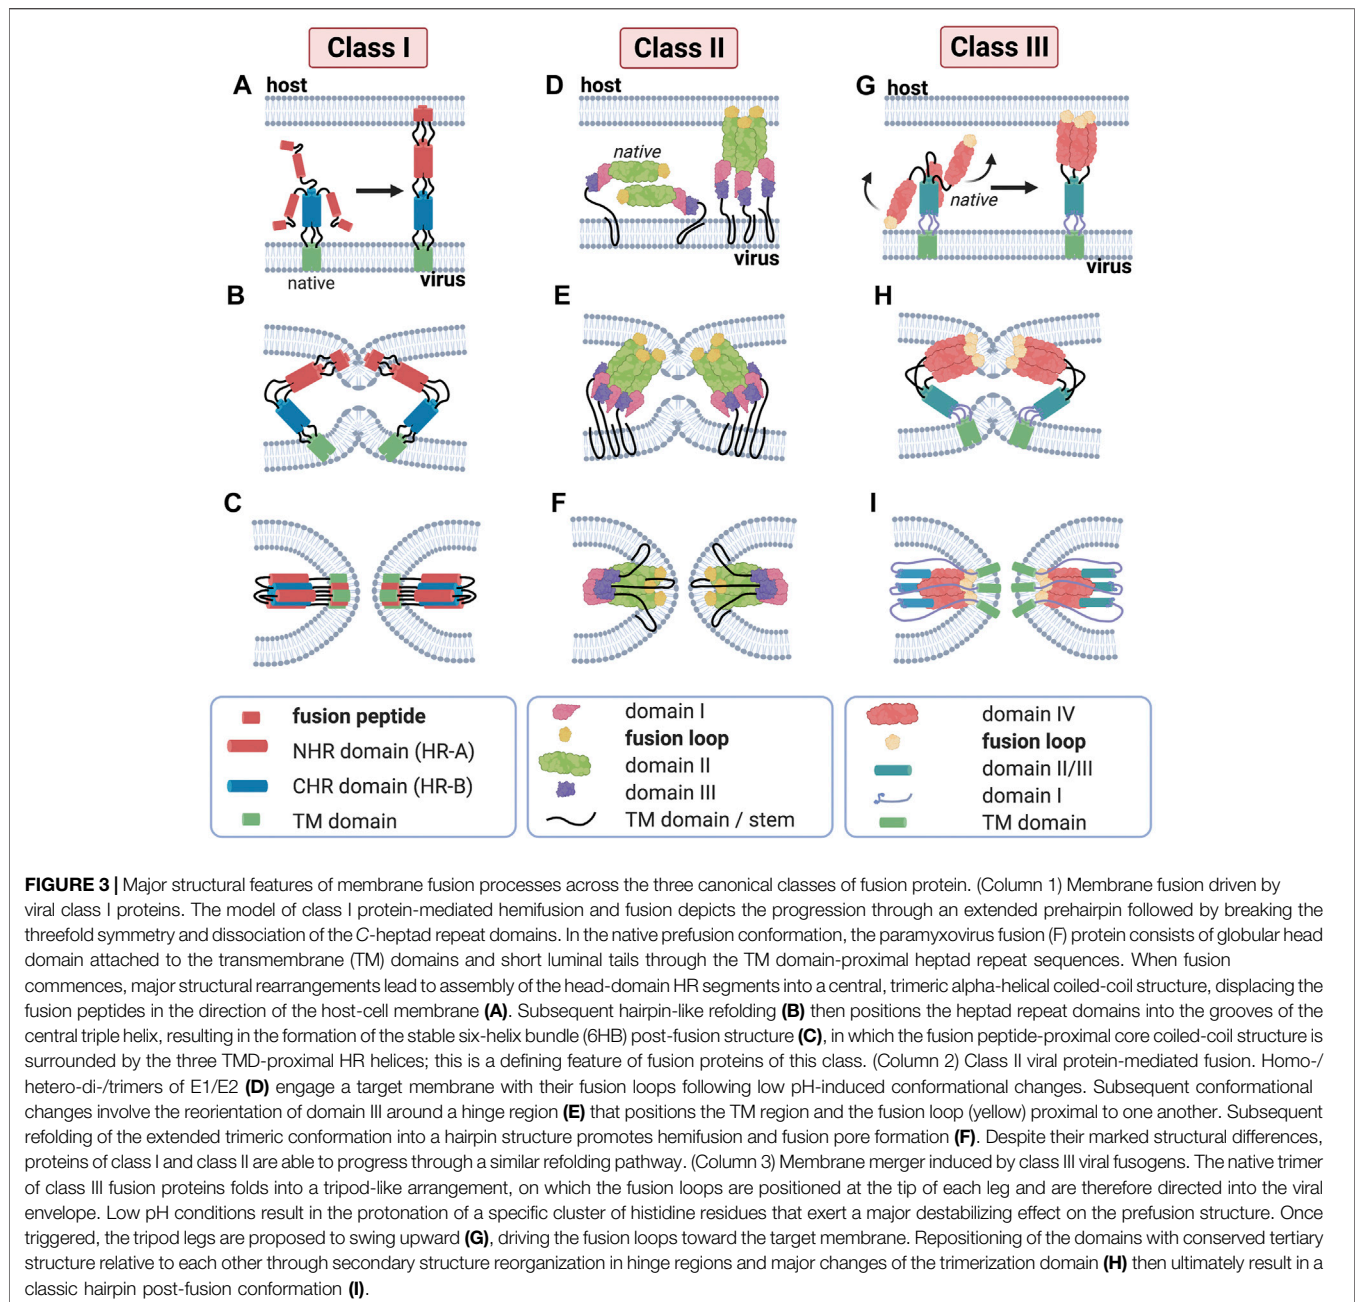 Class I
Class II
Class III
A
host
native
virus
D
host
native
virus
G
host
native
virus
B
E
H
C
F
I
fusion peptide
NHR domain (HR-A)
CHR domain (HR-B)
TM domain
domain I
fusion loop
domain II
domain III
TM domain / stem
domain IV
fusion loop
domain II/III
domain I
TM domain
FIGURE 3 | Major structural features of membrane fusion processes across the three canonical classes of fusion protein. (Column 1) Membrane fusion driven by
viral class I proteins. The model of class I protein-mediated hemifusion and fusion depicts the progression through an extended prehairpin followed by breaking the
threefold symmetry and dissociation of the C-heptad repeat domains. In the native prefusion conformation, the paramyxovirus fusion (F) protein consists of globular head
domain attached to the transmembrane (TM) domains and short luminal tails through the TM domain-proximal heptad repeat sequences. When fusion
commences, major structural rearrangements lead to assembly of the head-domain HR segments into a central, trimeric alpha-helical coiled-coil structure, displacing the
fusion peptides in the direction of the host-cell membrane (A). Subsequent hairpin-like refolding (B) then positions the heptad repeat domains into the grooves of the
central triple helix, resulting in the formation of the stable six-helix bundle (6HB) post-fusion structure (C), in which the fusion peptide-proximal core coiled-coil structure is
surrounded by the three TMD-proximal HR helices; this is a defining feature of fusion proteins of this class. (Column 2) Class II viral protein-mediated fusion. Homo-/
hetero-di-/trimers of E1/E2 (D) engage a target membrane with their fusion loops following low pH-induced conformational changes. Subsequent conformational
changes involve the reorientation of domain III around a hinge region (E) that positions the TM region and the fusion loop (yellow) proximal to one another. Subsequent
refolding of the extended trimeric conformation into a hairpin structure promotes hemifusion and fusion pore formation (F). Despite their marked structural differences,
proteins of class I and class II are able to progress through a similar refolding pathway. (Column 3) Membrane merger induced by class III viral fusogens. The native trimer
of class III fusion proteins folds into a tripod-like arrangement, on which the fusion loops are positioned at the tip of each leg and are therefore directed into the viral
envelope. Low pH conditions result in the protonation of a specific cluster of histidine residues that exert a major destabilizing effect on the prefusion structure. Once
triggered, the tripod legs are proposed to swing upward (G), driving the fusion loops toward the target membrane. Repositioning of the domains with conserved tertiary
structure relative to each other through secondary structure reorganization in hinge regions and major changes of the trimerization domain (H) then ultimately result in a
classic hairpin post-fusion conformation (I).